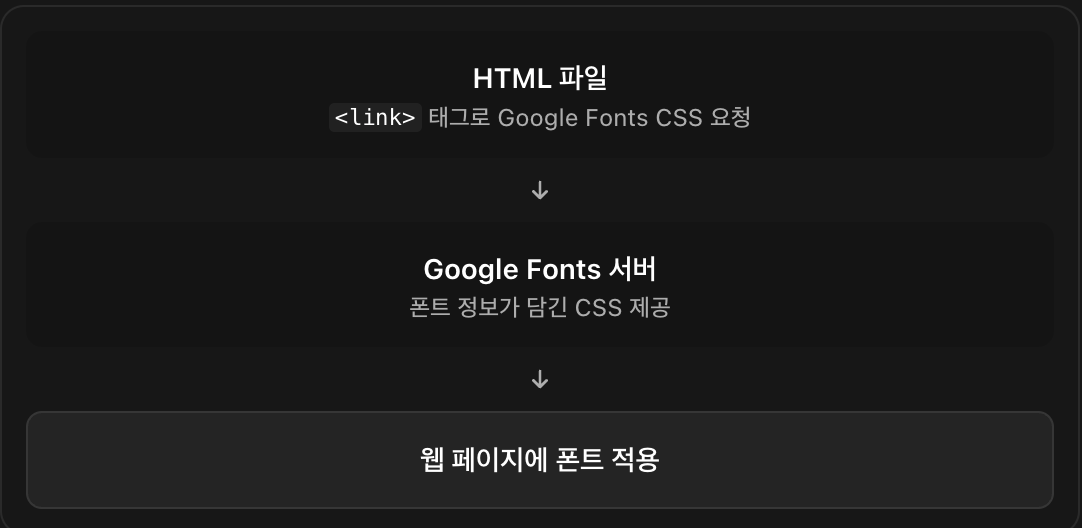 HTML 파일
<link> 태그로 Google Fonts CSS 요청
↓
Google Fonts 서버
폰트 정보가 담긴 CSS 제공
↓
웹 페이지에 폰트 적용